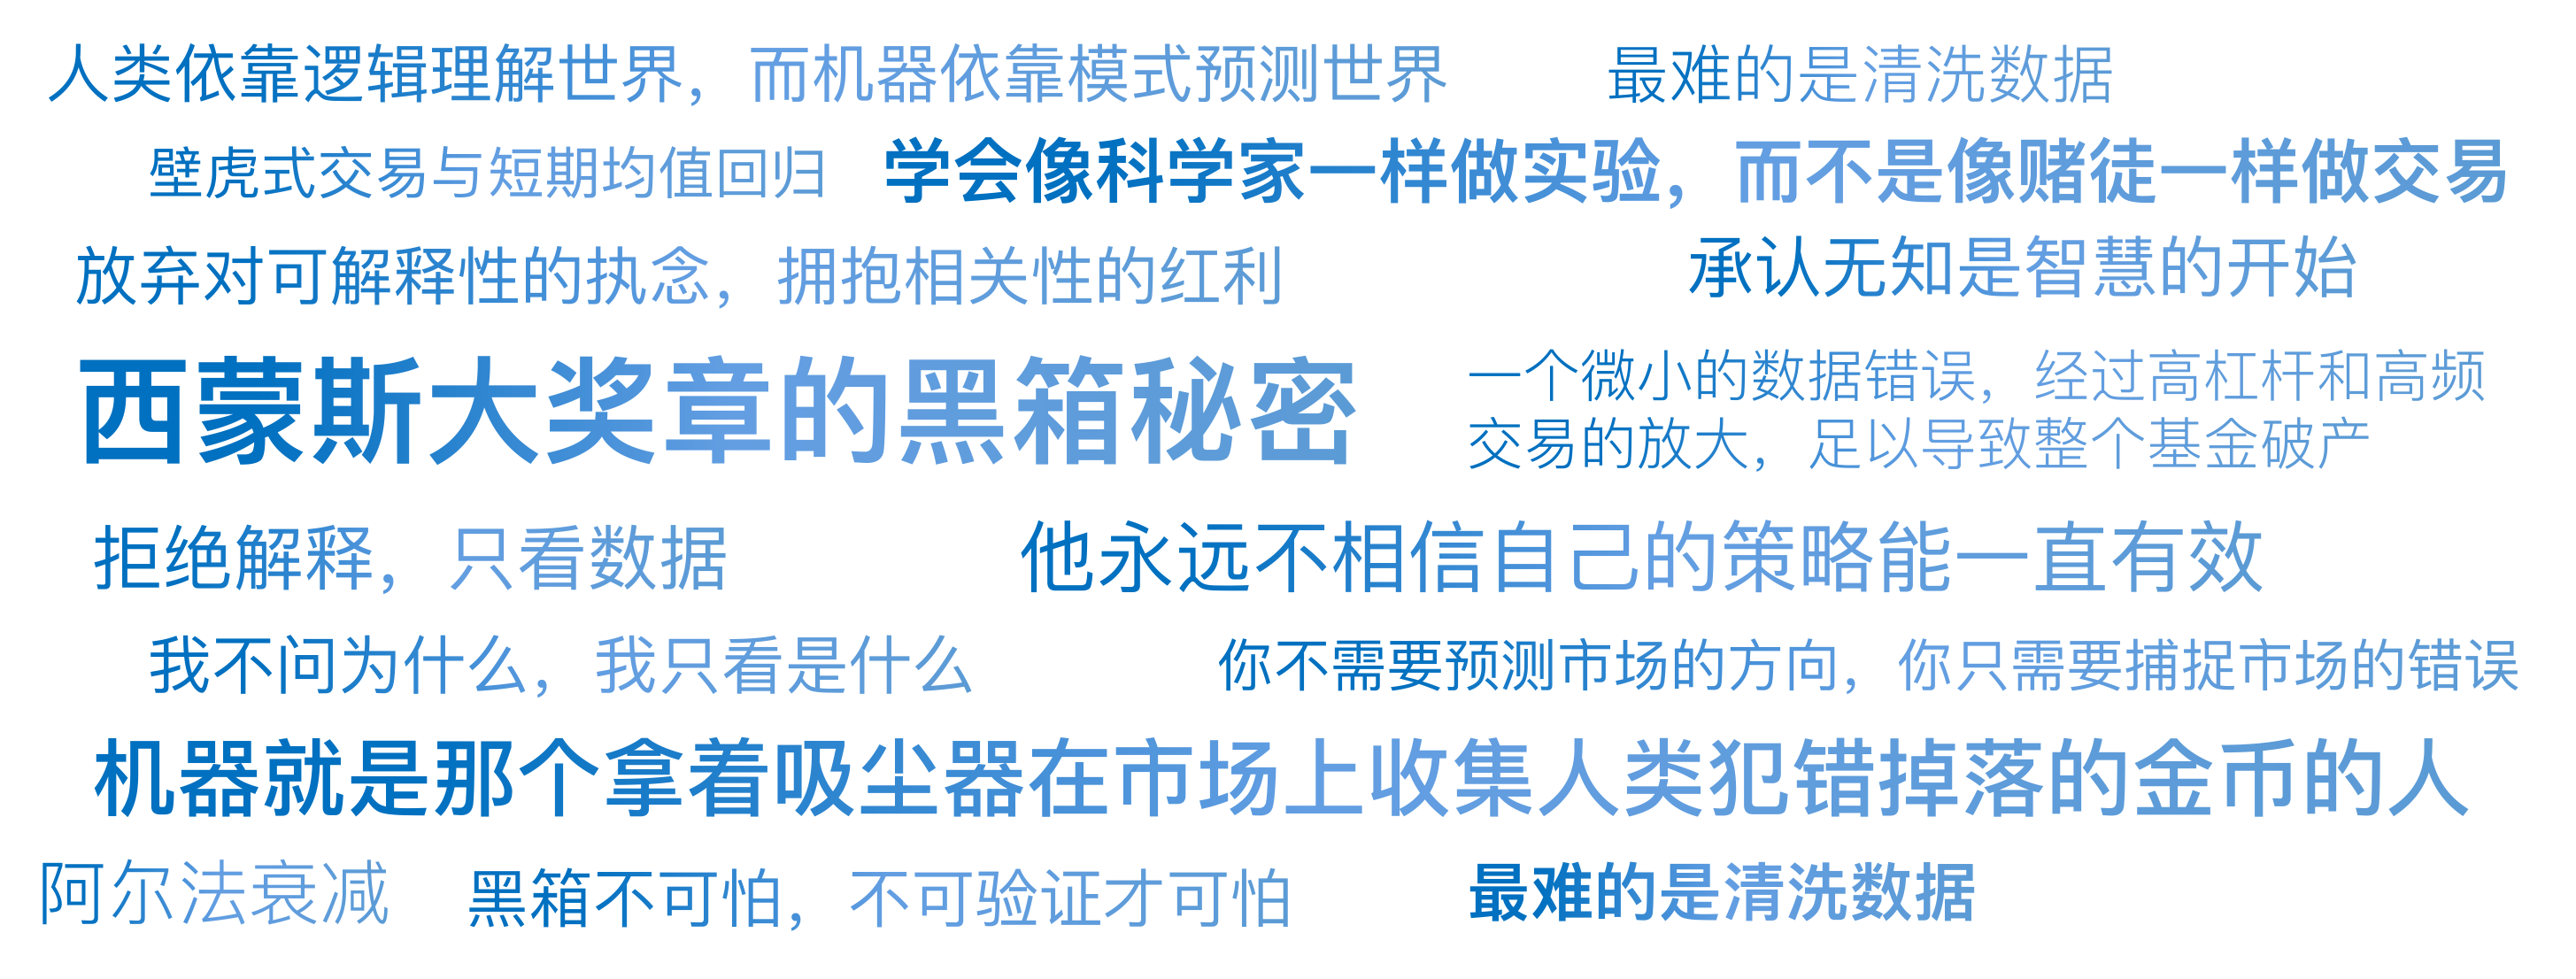 人类依靠逻辑理解世界，而机器依靠模式预测世界
最难的是清洗数据
壁虎式交易与短期均值回归
学会像科学家一样做实验，而不是像赌徒一样做交易
放弃对可解释性的执念，拥抱相关性的红利
承认无知是智慧的开始
西蒙斯大奖章的黑箱秘密
一个微小的数据错误，经过高杠杆和高频
交易的放大，足以导致整个基金破产
拒绝解释，只看数据
他永远不相信自己的策略能一直有效
我不问为什么，我只看是什么
你不需要预测市场的方向，你只需要捕捉市场的错误
机器就是那个拿着吸尘器在市场上收集人类犯错掉落的金币的人
阿尔法衰减
黑箱不可怕，不可验证才可怕
最难的是清洗数据